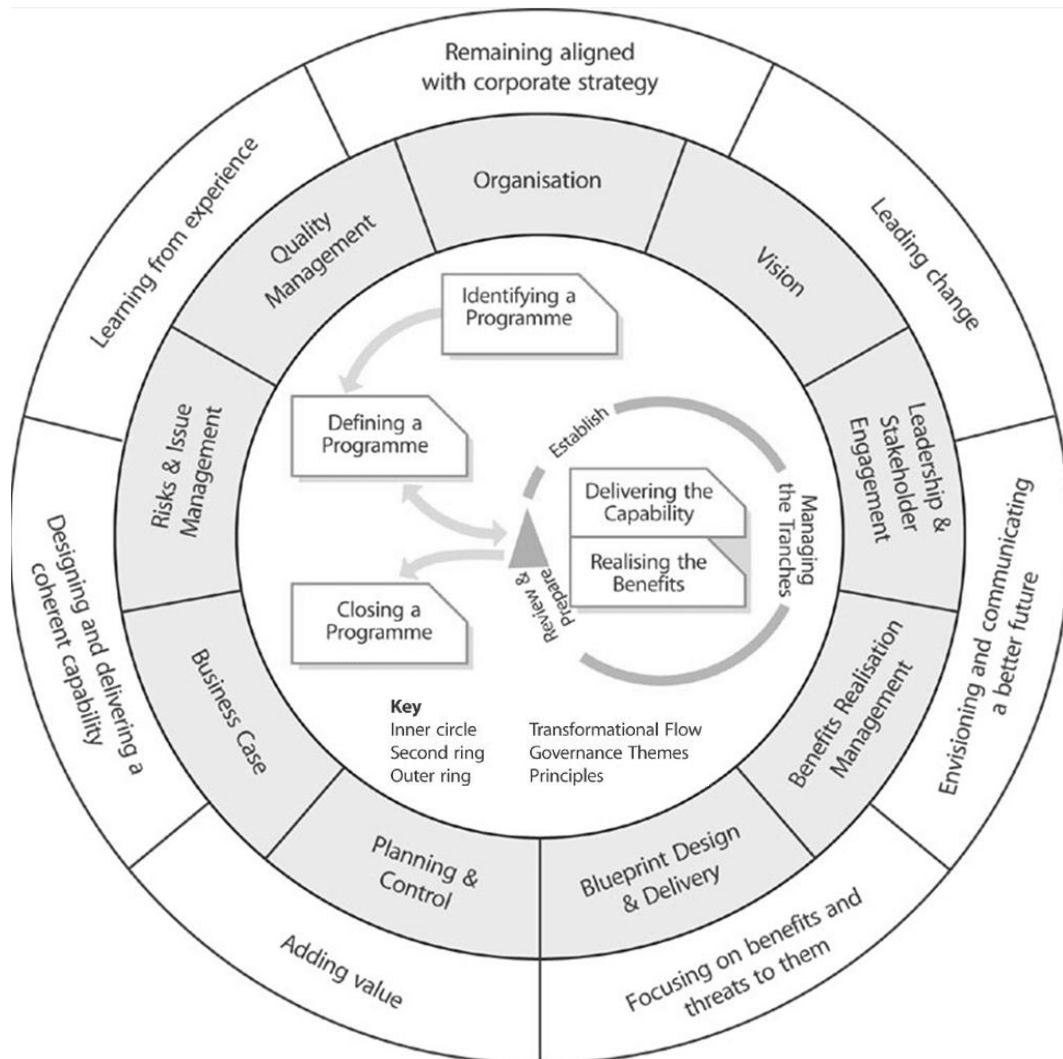 Remaining aligned
with corporate strategy
Leading change
Envisioning and communicating
a better future
Focusing on benefits and
threats to them
Adding value
Designing and delivering a
coherent capability
Learning from experience
Organisation
Vision
Leadership &
Stakeholder
Engagement
Benefits Realisation
Management
Blueprint Design
& Delivery
Planning &
Control
Business Case
Risks & Issue
Management
Quality
Management
Identifying a
Programme
Defining a
Programme
Closing a
Programme
Establish
Delivering the
Capability
Realising the
Benefits
Managing
the Tranches
Review &
Prepare
Key
Inner circle Transformational Flow
Second ring Governance Themes
Outer ring Principles